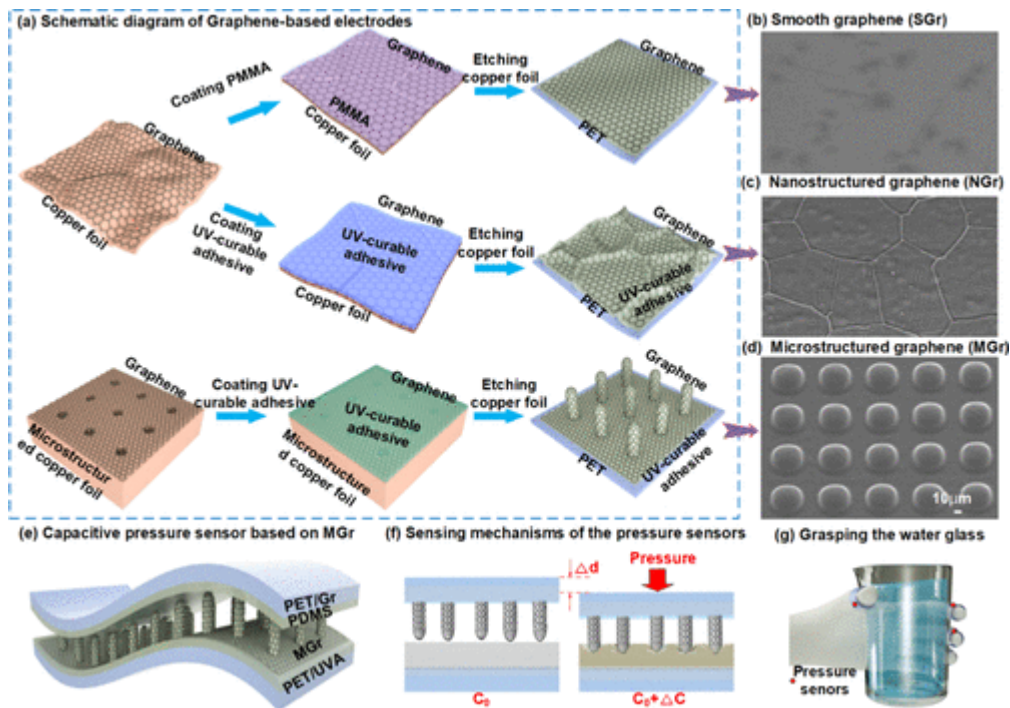 (a) Schematic diagram of Graphene-based electrodes
Coating PMMA
Graphene
PMMA
Copper foil
Etching
copper foil
Graphene
PET
Graphene
Copper foil
Coating
UV-curable
adhesive
Graphene
UV-curable
adhesive
Copper foil
Etching
copper foil
Graphene
UV-curable
adhesive
PET
Graphene
Microstructur
ed copper foil
Coating UV-
curable adhesive
Graphene
UV-curable
adhesive
Microstructure
d copper foil
Etching
copper foil
Graphene
PET
UV-curable
adhesive
(b) Smooth graphene (SGr)
(c) Nanostructured graphene (NGr)
(d) Microstructured graphene (MGr)
10μm
(e) Capacitive pressure sensor based on MGr
PET/Gr
PDMS
MGr
PET/UVA
(f) Sensing mechanisms of the pressure sensors
△d
Pressure
C₀
C₀+△C
(g) Grasping the water glass
Pressure
senors